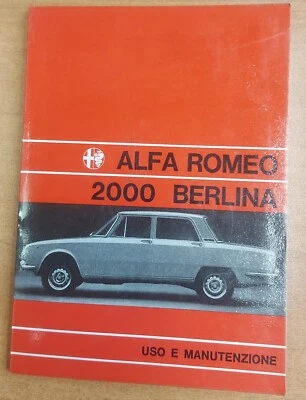 ALFA ROMEO
2000 BERLINA
USO E MANUTENZIONE